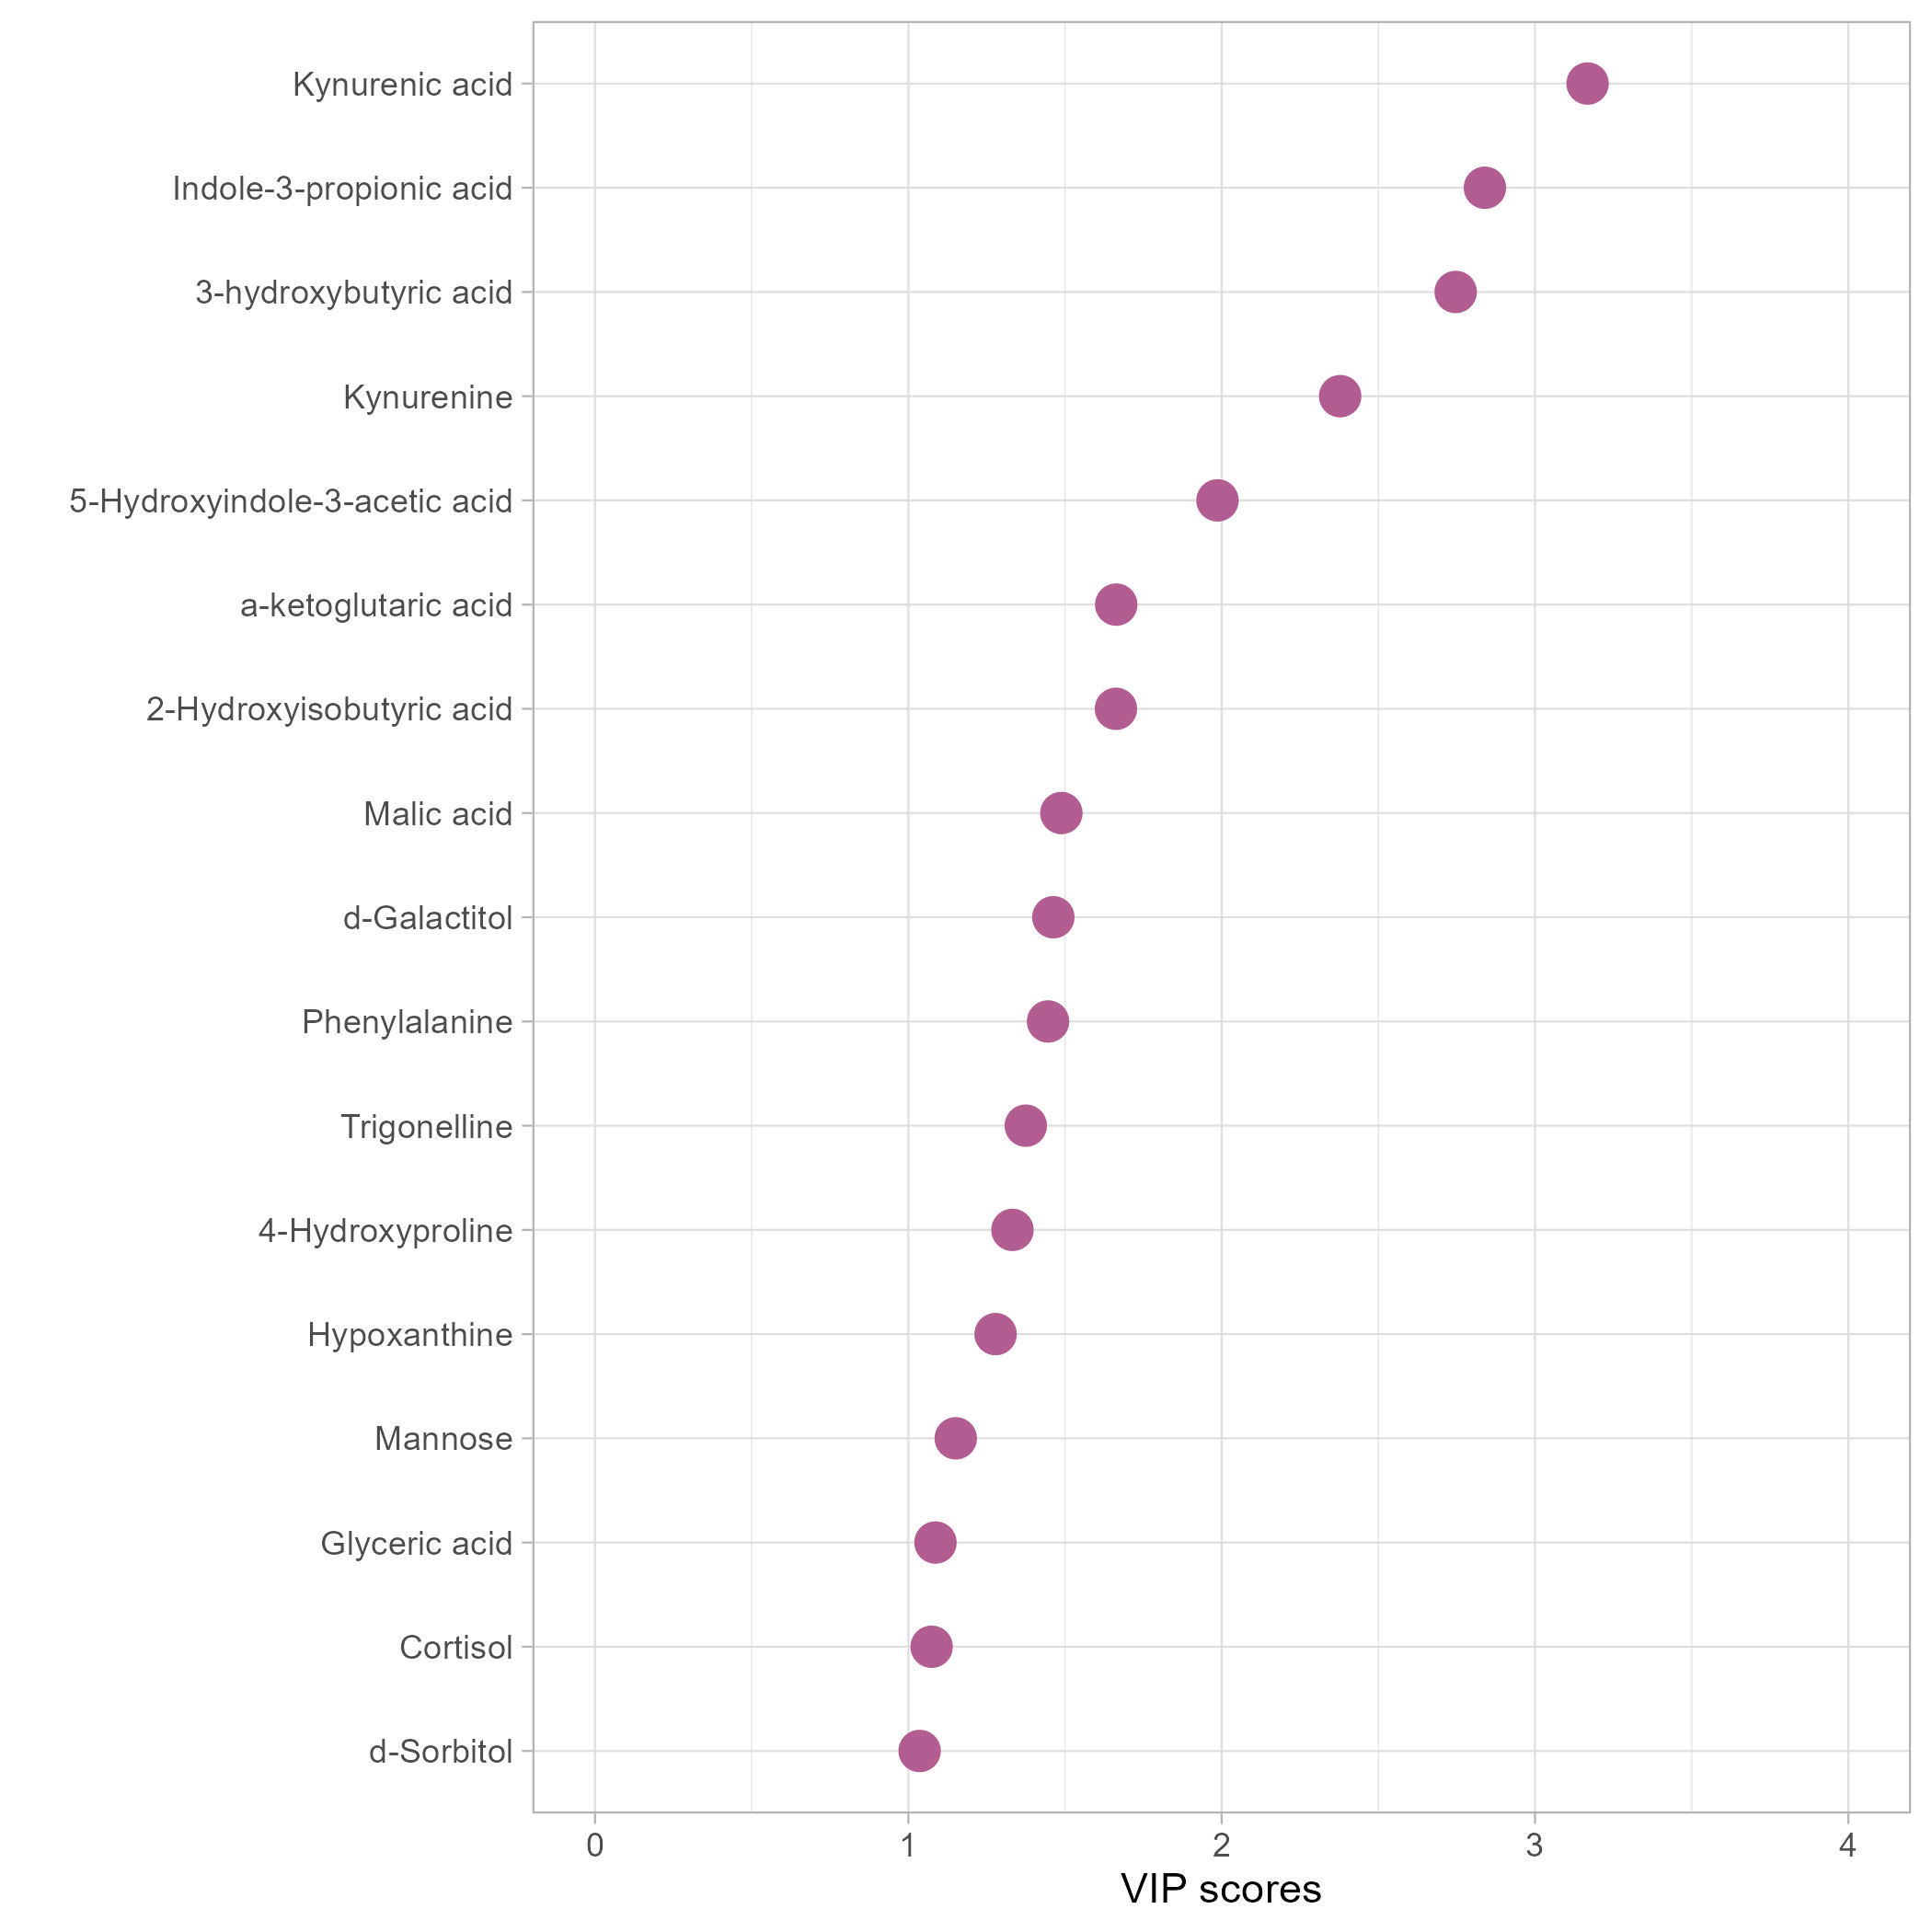 Kynurenic acid
Indole-3-propionic acid
3-hydroxybutyric acid
Kynurenine
5-Hydroxyindole-3-acetic acid
a-ketoglutaric acid
2-Hydroxyisobutyric acid
Malic acid
d-Galactitol
Phenylalanine
Trigonelline
4-Hydroxyproline
Hypoxanthine
Mannose
Glyceric acid
Cortisol
d-Sorbitol
0 1 2 3 4
VIP scores